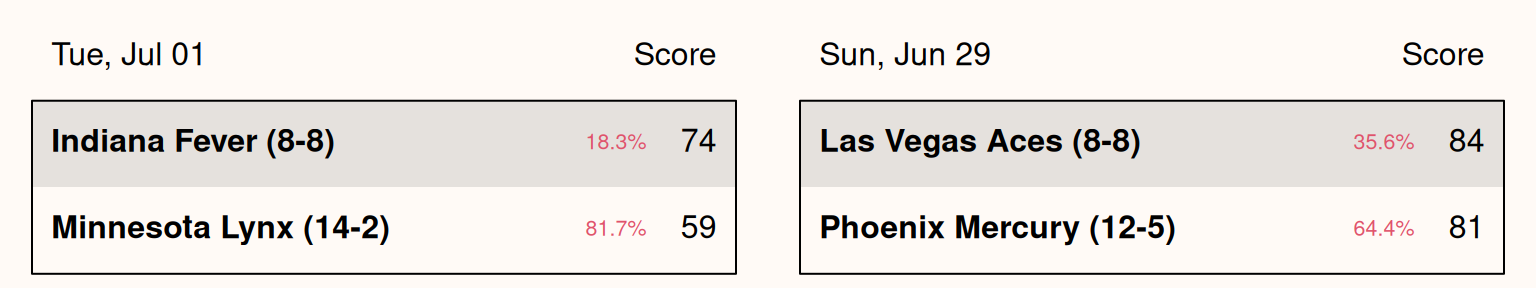 Tue, Jul 01 Score
Indiana Fever (8-8) 18.3% 74
Minnesota Lynx (14-2) 81.7% 59
Sun, Jun 29 Score
Las Vegas Aces (8-8) 35.6% 84
Phoenix Mercury (12-5) 64.4% 81